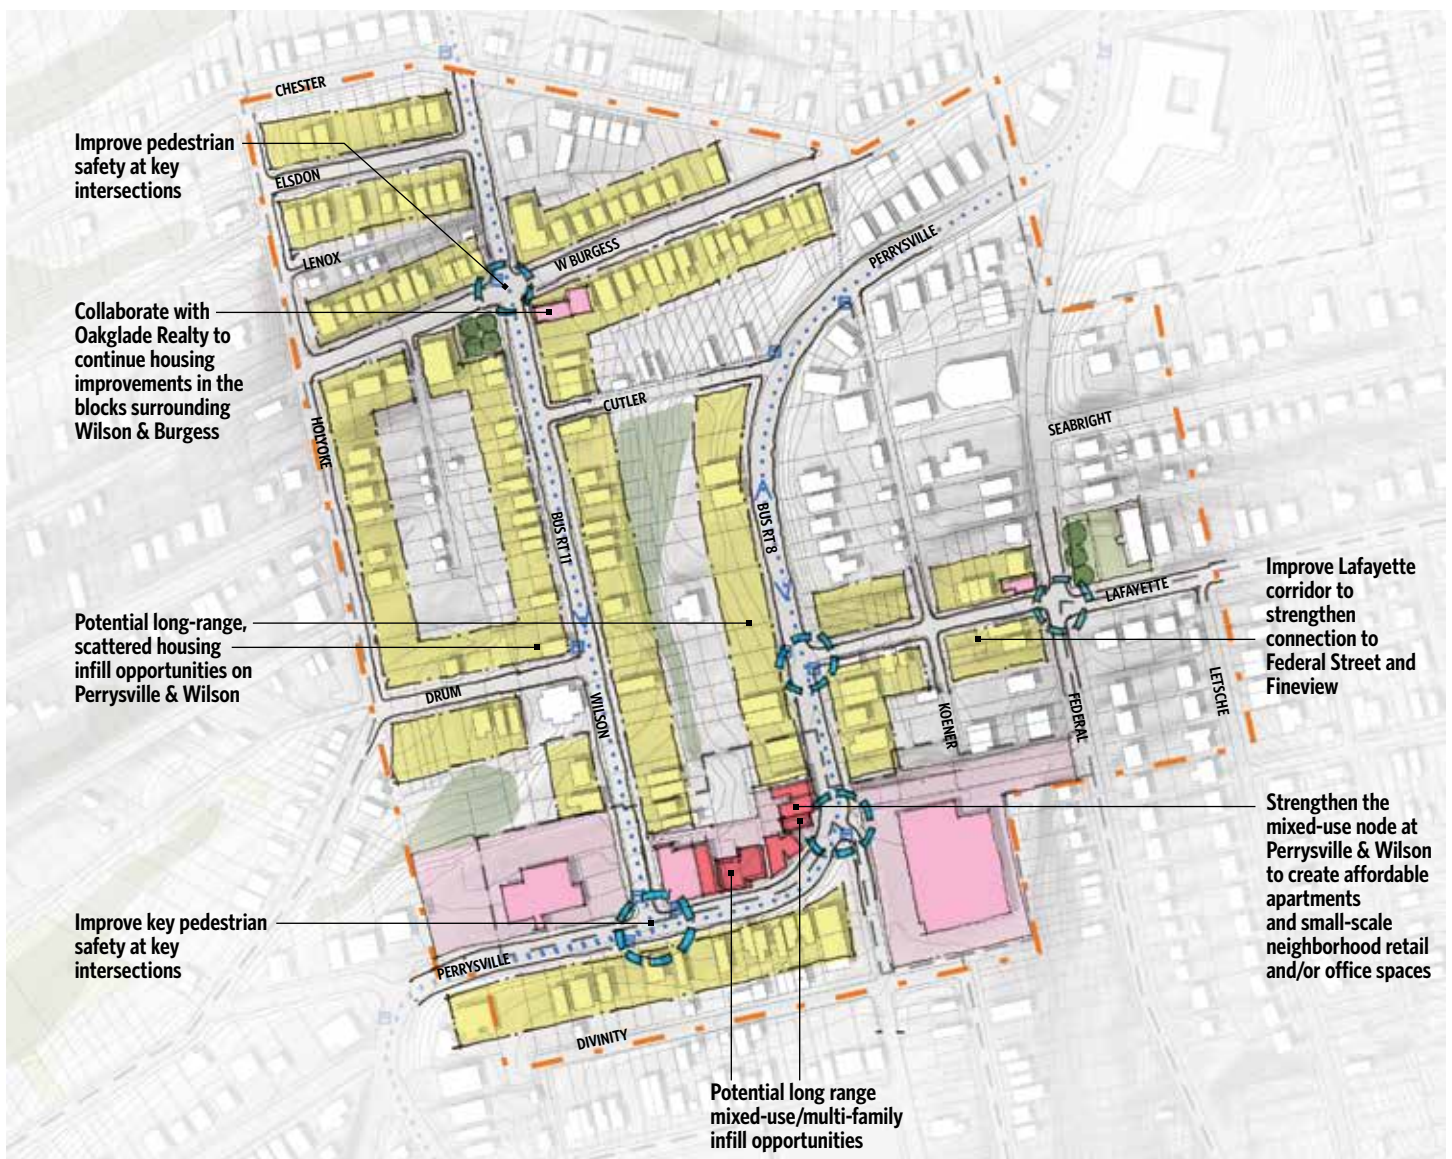 CHESTER
Improve pedestrian
safety at key
intersections
ELSDON
LENOX
W BURGESS
PERRYSVILLE
Collaborate with
Oakglade Realty to
continue housing
improvements in the
blocks surrounding
Wilson & Burgess
CUTLER
HOLYOKE
SEABRIGHT
BUS RT 11
BUS RT 8
Improve Lafayette
corridor to
strengthen
connection to
Federal Street and
Fineview
LAFAYETTE
Potential long-range,
scattered housing
infill opportunities on
Perrysville & Wilson
DRUM
WILSON
KOENER
FEDERAL
LETSCHE
Strengthen the
mixed-use node at
Perrysville & Wilson
to create affordable
apartments
and small-scale
neighborhood retail
and/or office spaces
Improve key pedestrian
safety at key
intersections
PERRYSVILLE
DIVINITY
Potential long range
mixed-use/multi-family
infill opportunities